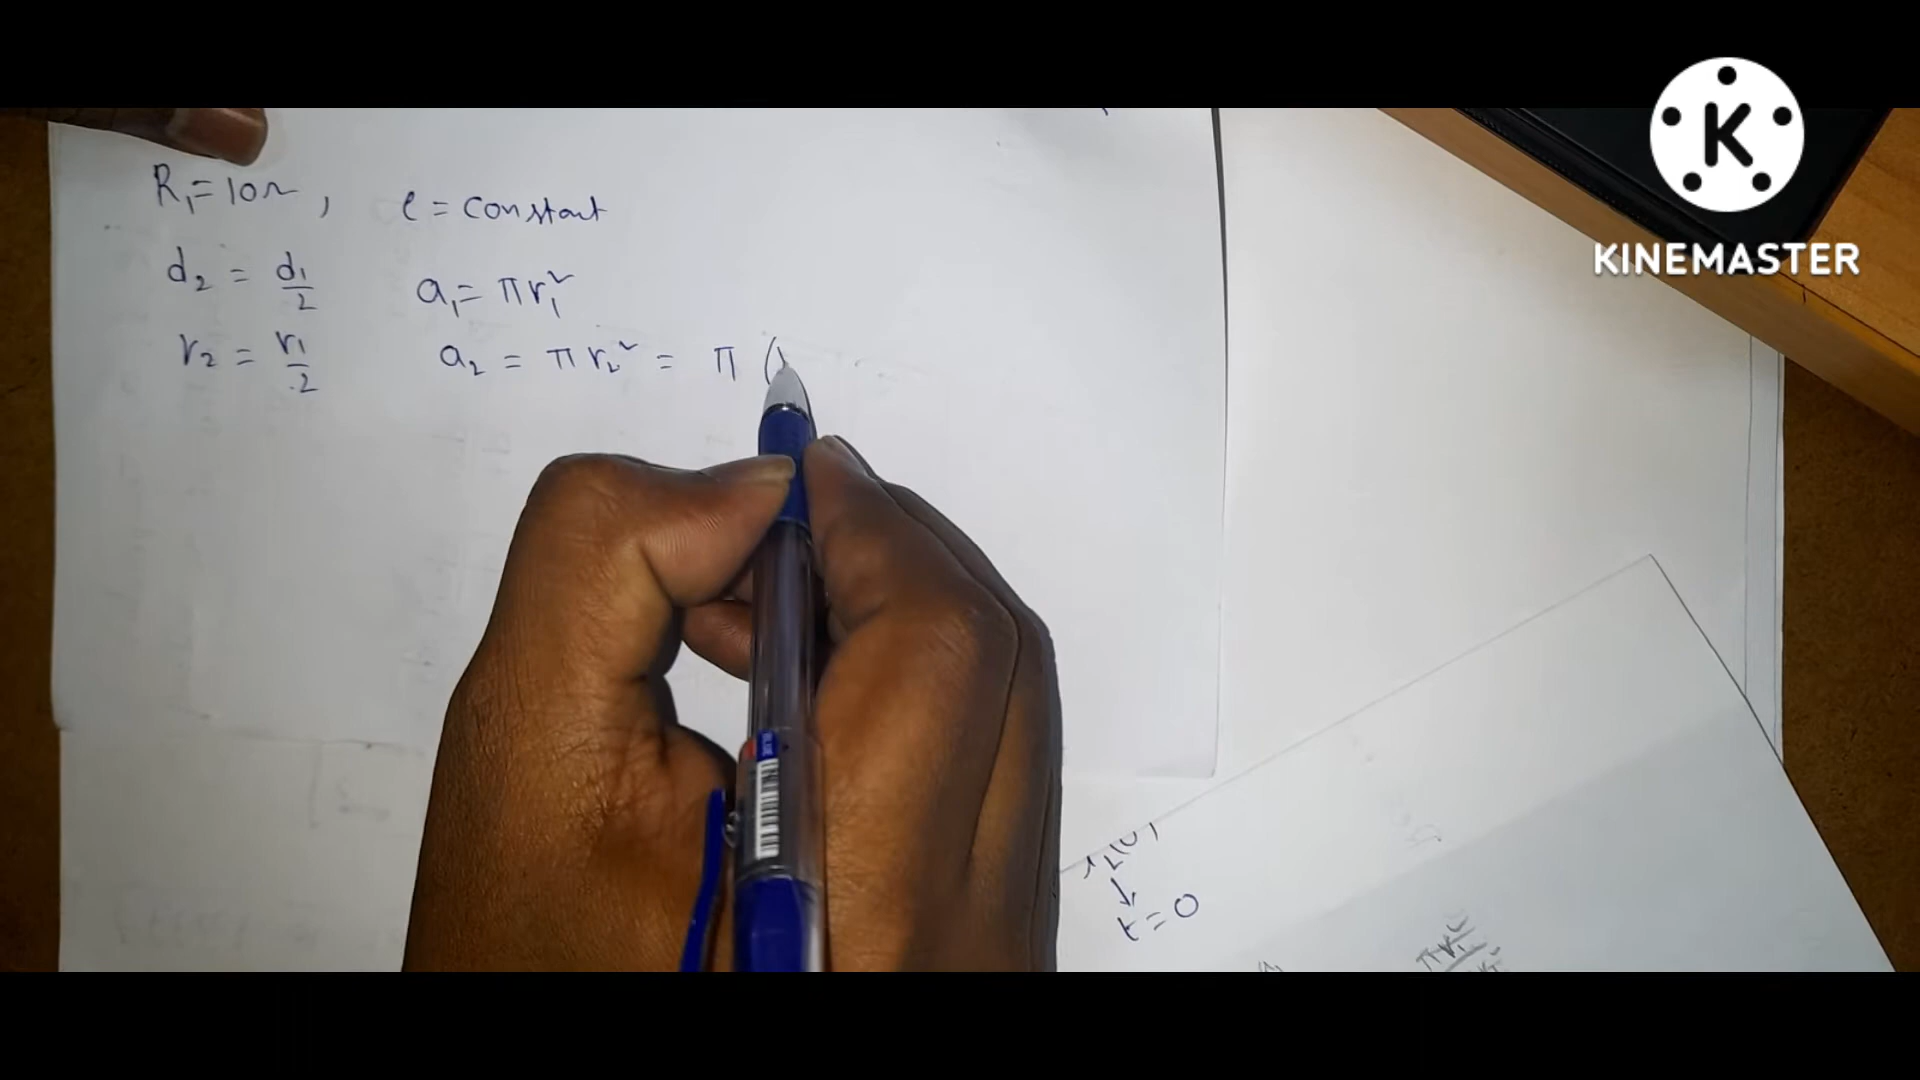 R₁ = 10Ω, l = constant
d₂ = d₁/2 a₁ = πr₁²
r₂ = r₁/2 a₂ = πr₂² = π (
t = 0
KINEMASTER